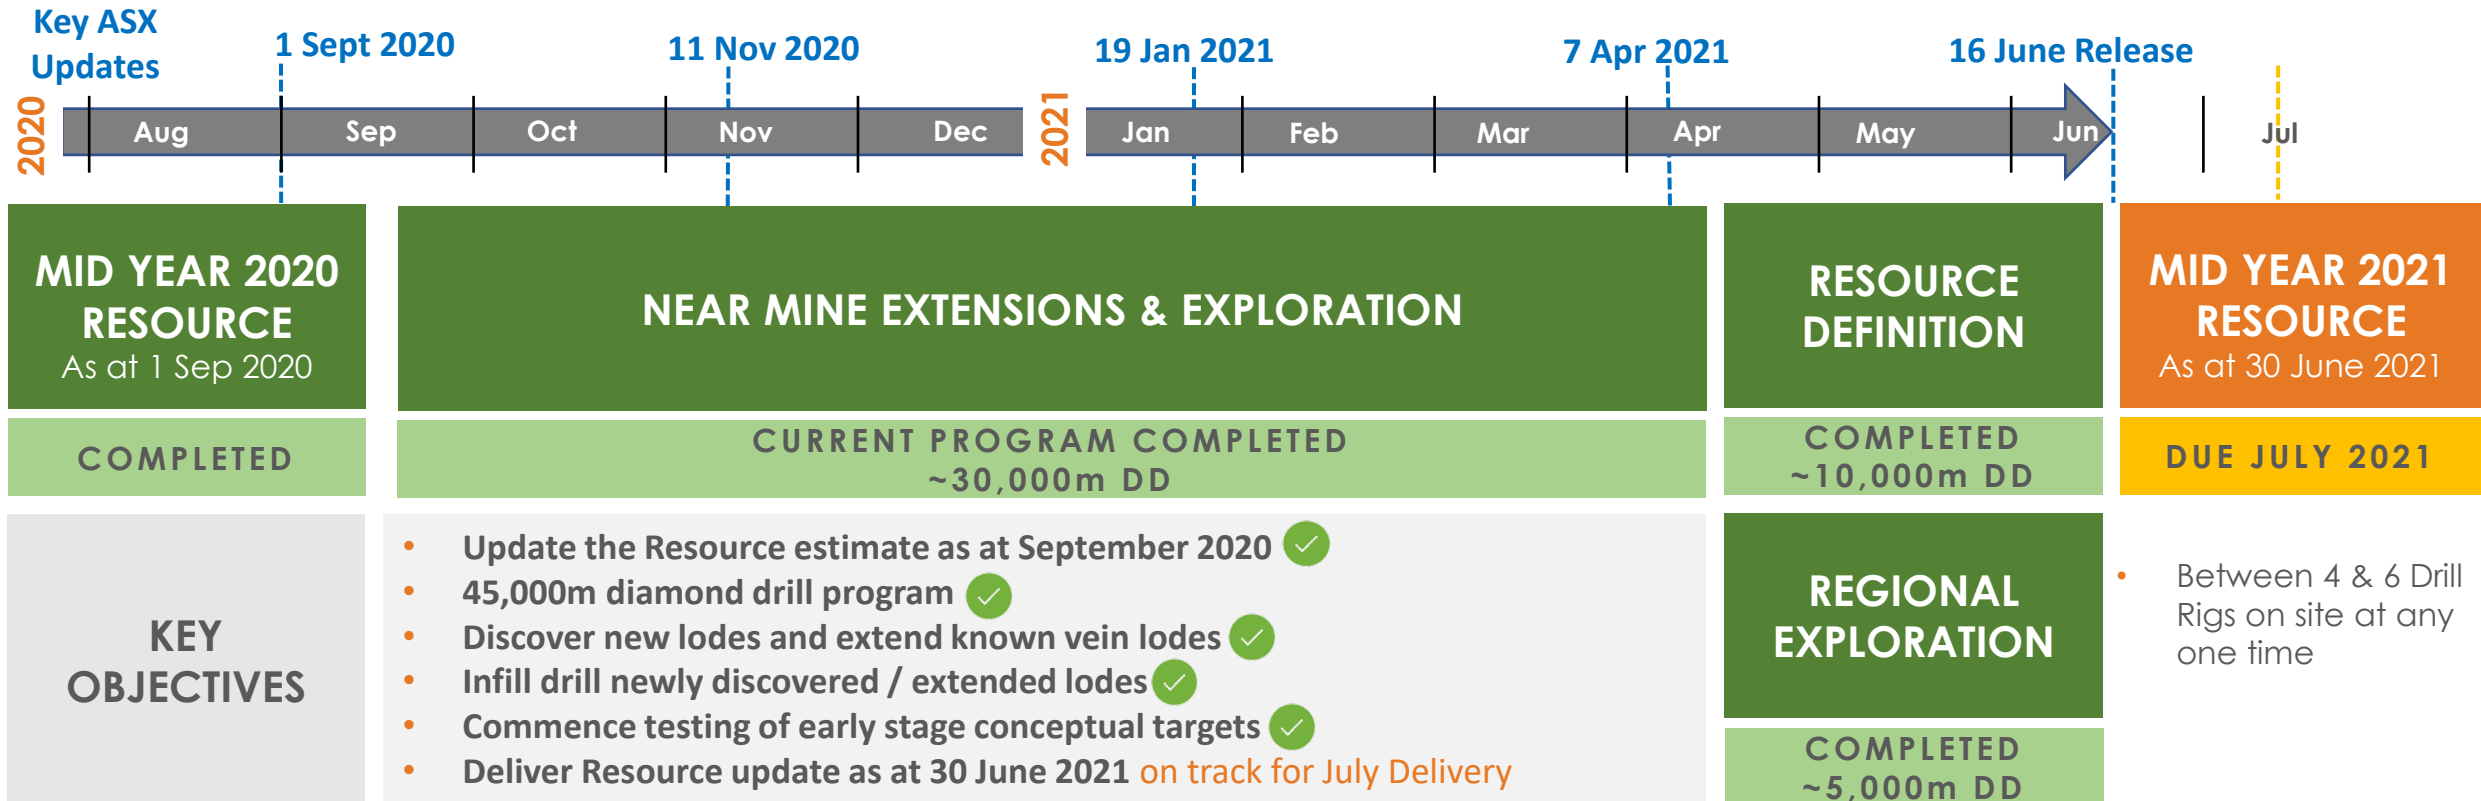 Key ASX
Updates
1 Sept 2020
11 Nov 2020
19 Jan 2021
7 Apr 2021
16 June Release
2020
Aug
Sep
Oct
Nov
Dec
2021
Jan
Feb
Mar
Apr
May
Jun
Jul
MID YEAR 2020
RESOURCE
As at 1 Sep 2020
NEAR MINE EXTENSIONS & EXPLORATION
RESOURCE
DEFINITION
MID YEAR 2021
RESOURCE
As at 30 June 2021
COMPLETED
CURRENT PROGRAM COMPLETED
~30,000m DD
COMPLETED
~10,000m DD
DUE JULY 2021
KEY
OBJECTIVES
• Update the Resource estimate as at September 2020
• 45,000m diamond drill program
• Discover new lodes and extend known vein lodes
• Infill drill newly discovered / extended lodes
• Commence testing of early stage conceptual targets
• Deliver Resource update as at 30 June 2021 on track for July Delivery
REGIONAL
EXPLORATION
COMPLETED
~5,000m DD
• Between 4 & 6 Drill
Rigs on site at any
one time